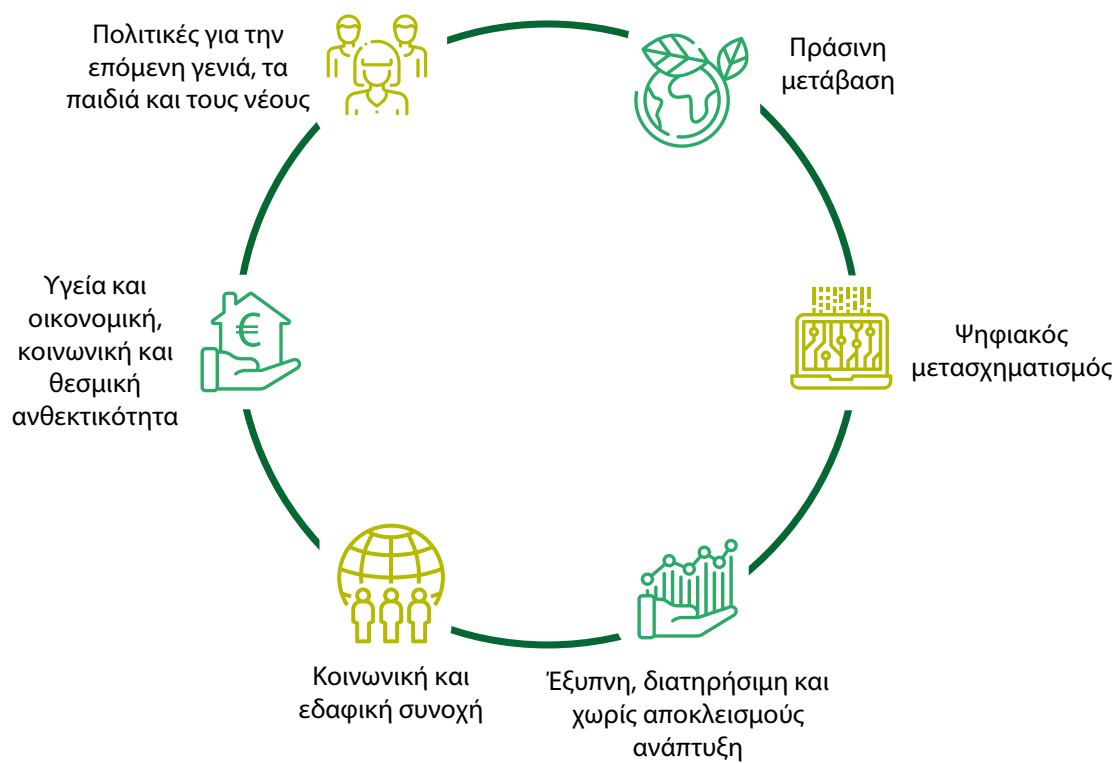 Πολιτικές για την
επόμενη γενιά, τα
παιδιά και τους νέους
Πράσινη
μετάβαση
Υγεία και
οικονομική,
κοινωνική και
θεσμική
ανθεκτικότητα
€
Ψηφιακός
μετασχηματισμός
Κοινωνική και
εδαφική συνοχή
Έξυπνη, διατηρήσιμη και
χωρίς αποκλεισμούς
ανάπτυξη